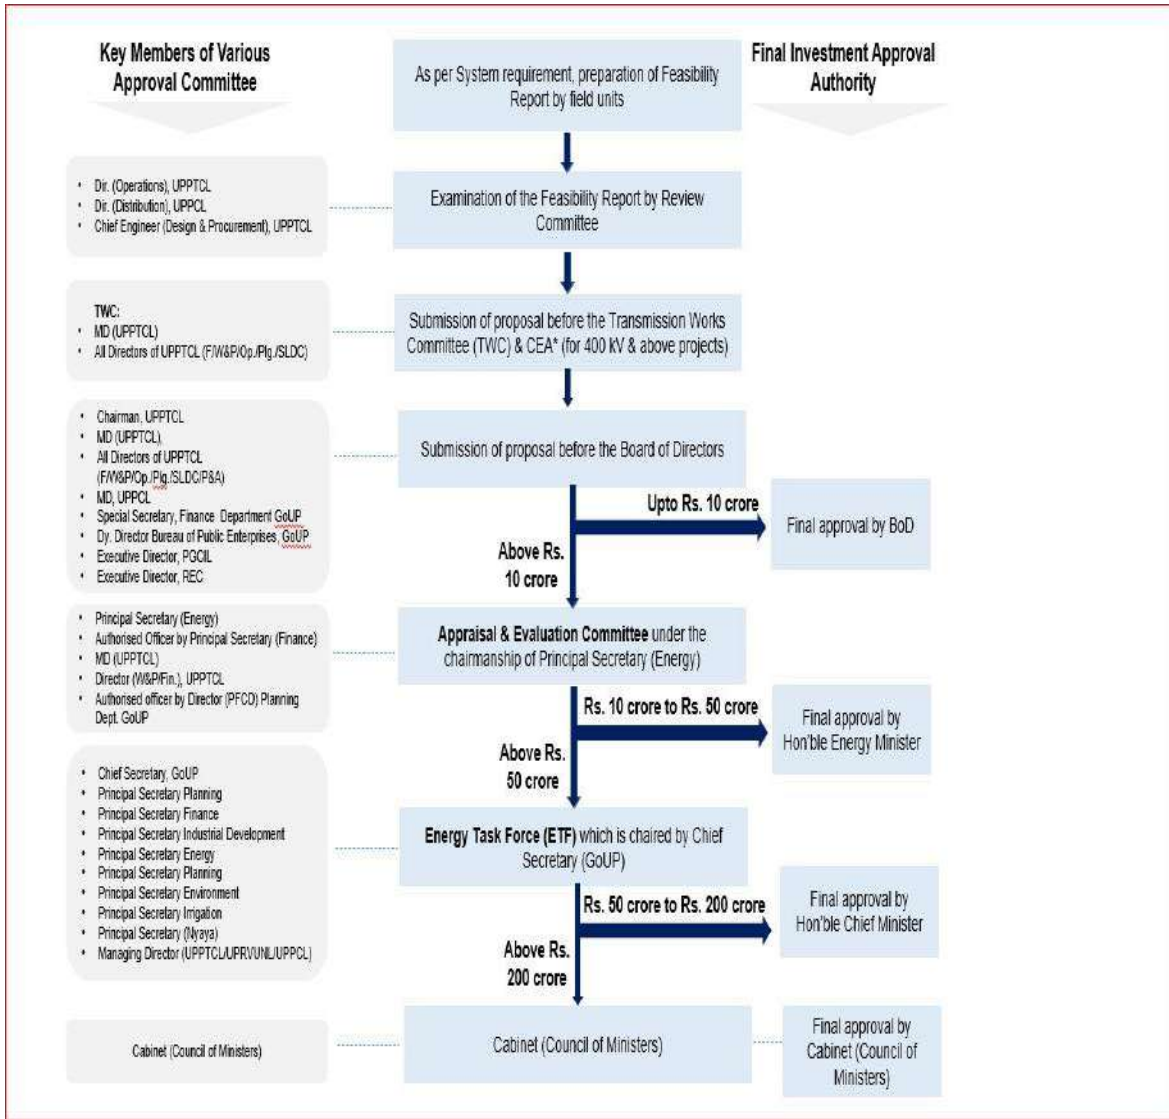 Key Members of Various
Approval Committee
As per System requirement, preparation of Feasibility
Report by field units
Final Investment Approval
Authority
• Dir. (Operations), UPPTCL
• Dir. (Distribution), UPPCL
• Chief Engineer (Design & Procurement), UPPTCL
Examination of the Feasibility Report by Review
Committee
TWC:
• MD (UPPTCL)
• All Directors of UPPTCL (F/W&P/Op./Plg./SLDC)
Submission of proposal before the Transmission Works
Committee (TWC) & CEA* (for 400 kV & above projects)
• Chairman, UPPTCL
• MD (UPPTCL),
• All Directors of UPPTCL
(F/W&P/Op./Plg./SLDC/P&A)
• MD, UPPCL
• Special Secretary, Finance Department GoUP
• Dy. Director Bureau of Public Enterprises, GoUP
• Executive Director, PGCIL
• Executive Director, REC
Submission of proposal before the Board of Directors
Upto Rs. 10 crore
Final approval by BoD
Above Rs.
10 crore
• Principal Secretary (Energy)
• Authorised Officer by Principal Secretary (Finance)
• MD (UPPTCL)
• Director (W&P/Fin.), UPPTCL
• Authorised officer by Director (PFCD) Planning
Dept. GoUP
Appraisal & Evaluation Committee under the
chairmanship of Principal Secretary (Energy)
Rs. 10 crore to Rs. 50 crore
Final approval by
Hon'ble Energy Minister
Above Rs.
50 crore
• Chief Secretary, GoUP
• Principal Secretary Planning
• Principal Secretary Finance
• Principal Secretary Industrial Development
• Principal Secretary Energy
• Principal Secretary Planning
• Principal Secretary Environment
• Principal Secretary Irrigation
• Principal Secretary (Nyaya)
• Managing Director (UPPTCL/UPRVUNL/UPPCL)
Energy Task Force (ETF) which is chaired by Chief
Secretary (GoUP)
Rs. 50 crore to Rs. 200 crore
Final approval by
Hon'ble Chief Minister
Above Rs.
200 crore
Cabinet (Council of Ministers)
Cabinet (Council of Ministers)
Final approval by
Cabinet (Council of
Ministers)